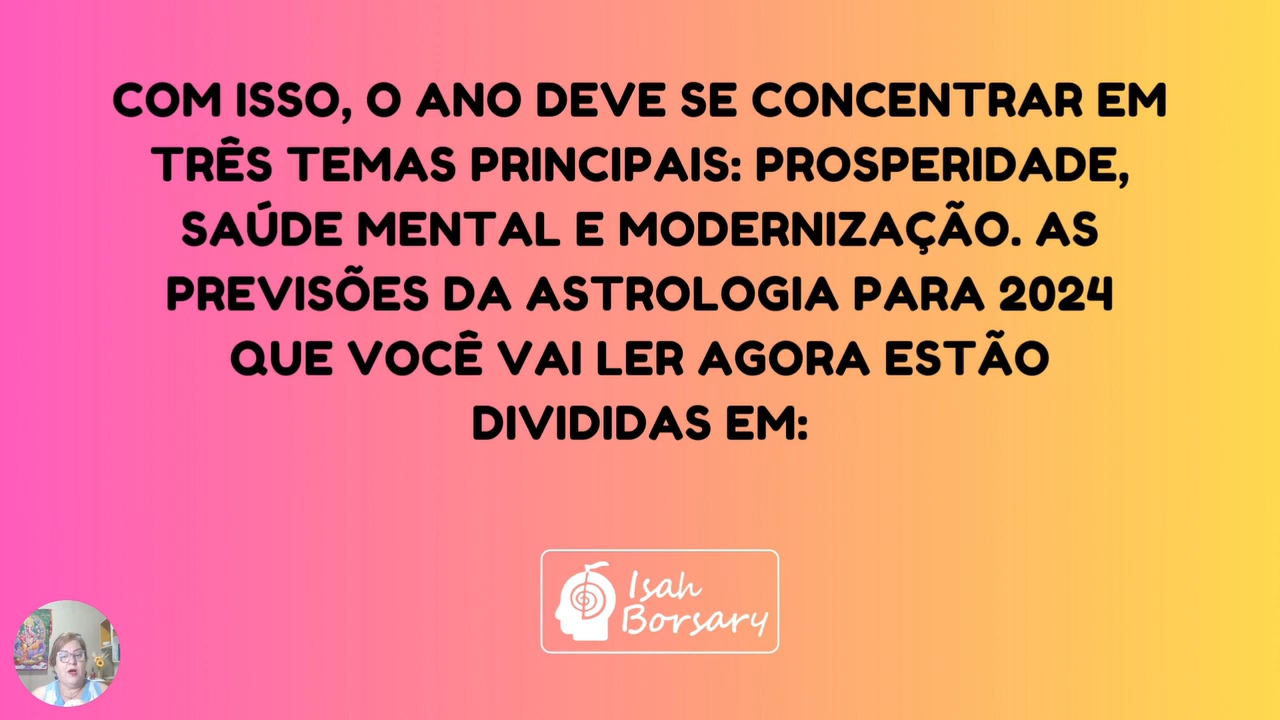 COM ISSO, O ANO DEVE SE CONCENTRAR EM
TRÊS TEMAS PRINCIPAIS: PROSPERIDADE,
SAÚDE MENTAL E MODERNIZAÇÃO. AS
PREVISÕES DA ASTROLOGIA PARA 2024
QUE VOCÊ VAI LER AGORA ESTÃO
DIVIDIDAS EM:
Isah
Borsary